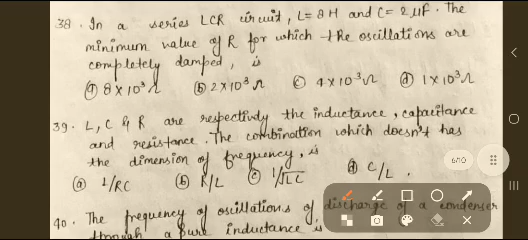 38. In a series LCR circuit, L = 8 H and C = 2 μF. The
minimum value of R for which the oscillations are
completely damped, is
(a) 8×10³ Ω (b) 2×10³ Ω (c) 4×10³ Ω (d) 1×10³ Ω
39. L, C & R are respectively the inductance, capacitance
and resistance. The combination which doesn't has
the dimension of frequency, is
(a) 1/RC (b) R/L (c) 1/√LC (d) C/L.
6/10
40. The frequency of oscillations of discharge of a condenser
through a pure inductance is